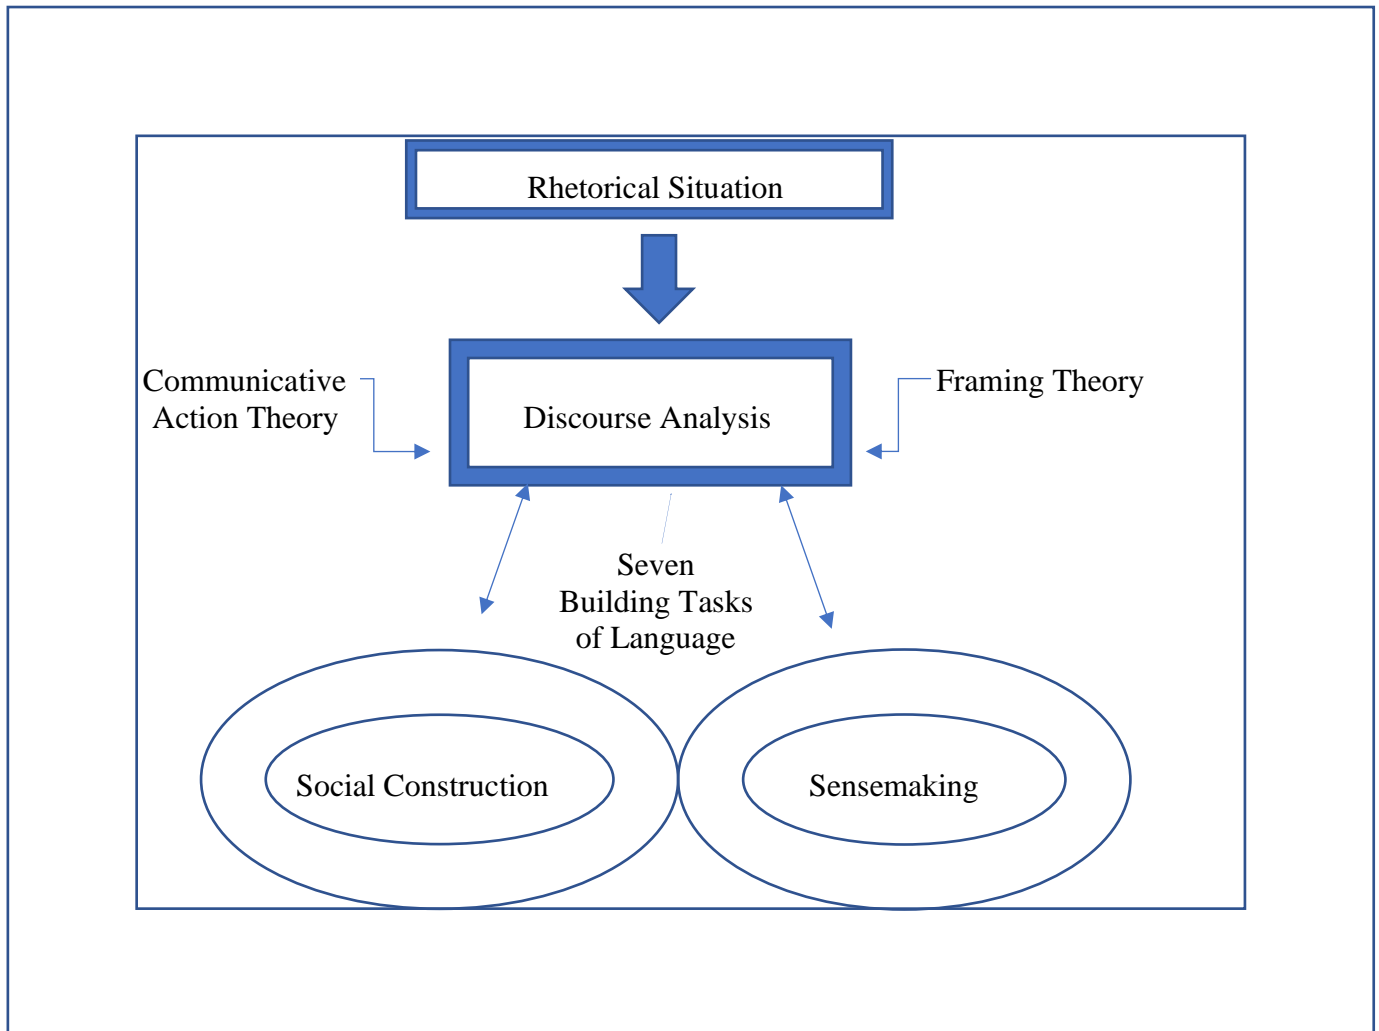 Rhetorical Situation
Communicative
Action Theory
Framing Theory
Discourse Analysis
Seven
Building Tasks
of Language
Social Construction
Sensemaking